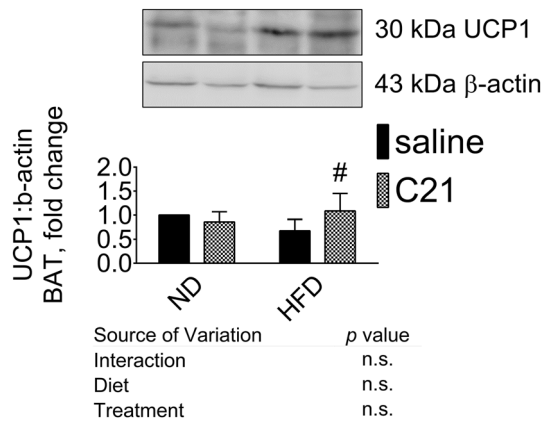 30 kDa UCP1
43 kDa β-actin
saline
C21
UCP1:b-actin
BAT, fold change
2.0
1.5
1.0
0.5
0.0
#
ND
HFD
Source of Variation p value
Interaction n.s.
Diet n.s.
Treatment n.s.